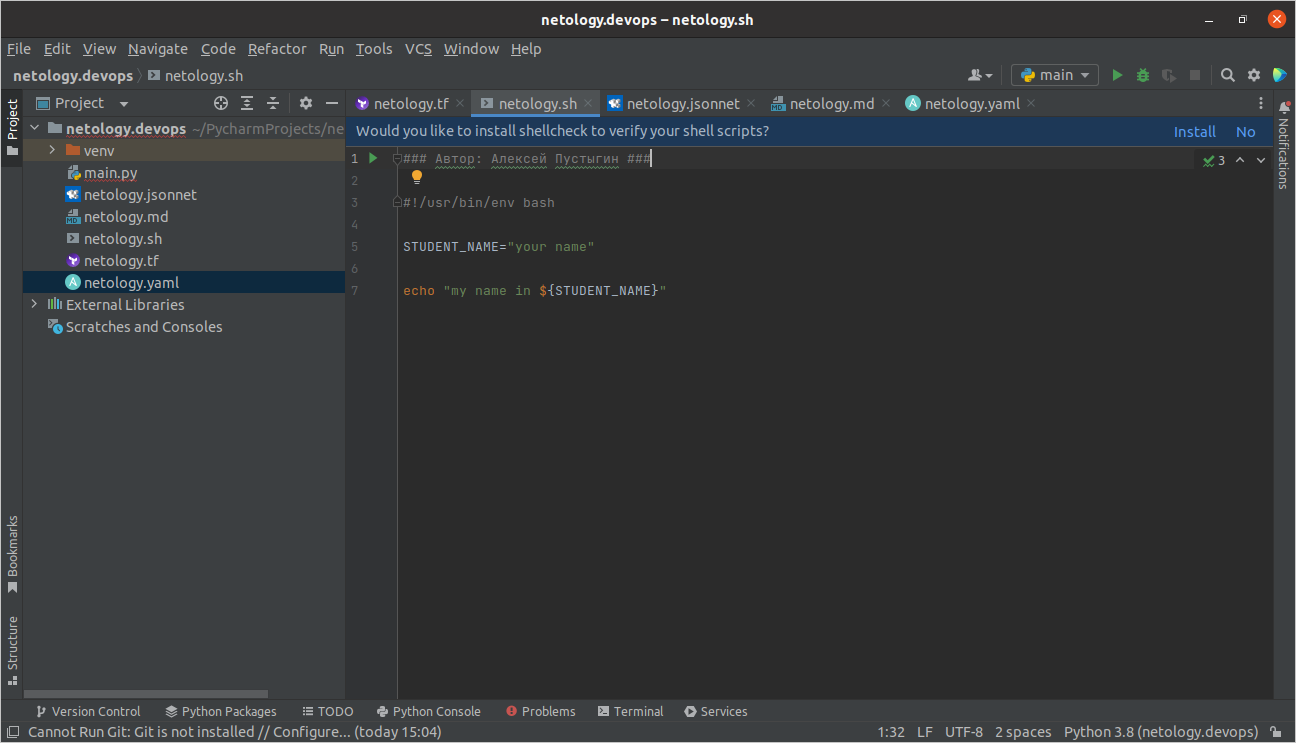 netology.devops – netology.sh
File Edit View Navigate Code Refactor Run Tools VCS Window Help
netology.devops netology.sh main
Project
Project
netology.tf netology.sh netology.jsonnet netology.md netology.yaml
netology.devops ~/PycharmProjects/ne
venv
main.py
netology.jsonnet
netology.md
netology.sh
netology.tf
netology.yaml
External Libraries
Scratches and Consoles
Would you like to install shellcheck to verify your shell scripts? Install No
1 ### Автор: Алексей Пустыгин ### 3
2
3 #!/usr/bin/env bash
4
5 STUDENT_NAME="your name"
6
7 echo "my name in ${STUDENT_NAME}"
Notifications
Bookmarks
Structure
Version Control Python Packages TODO Python Console Problems Terminal Services
Cannot Run Git: Git is not installed // Configure... (today 15:04) 1:32 LF UTF-8 2 spaces Python 3.8 (netology.devops)